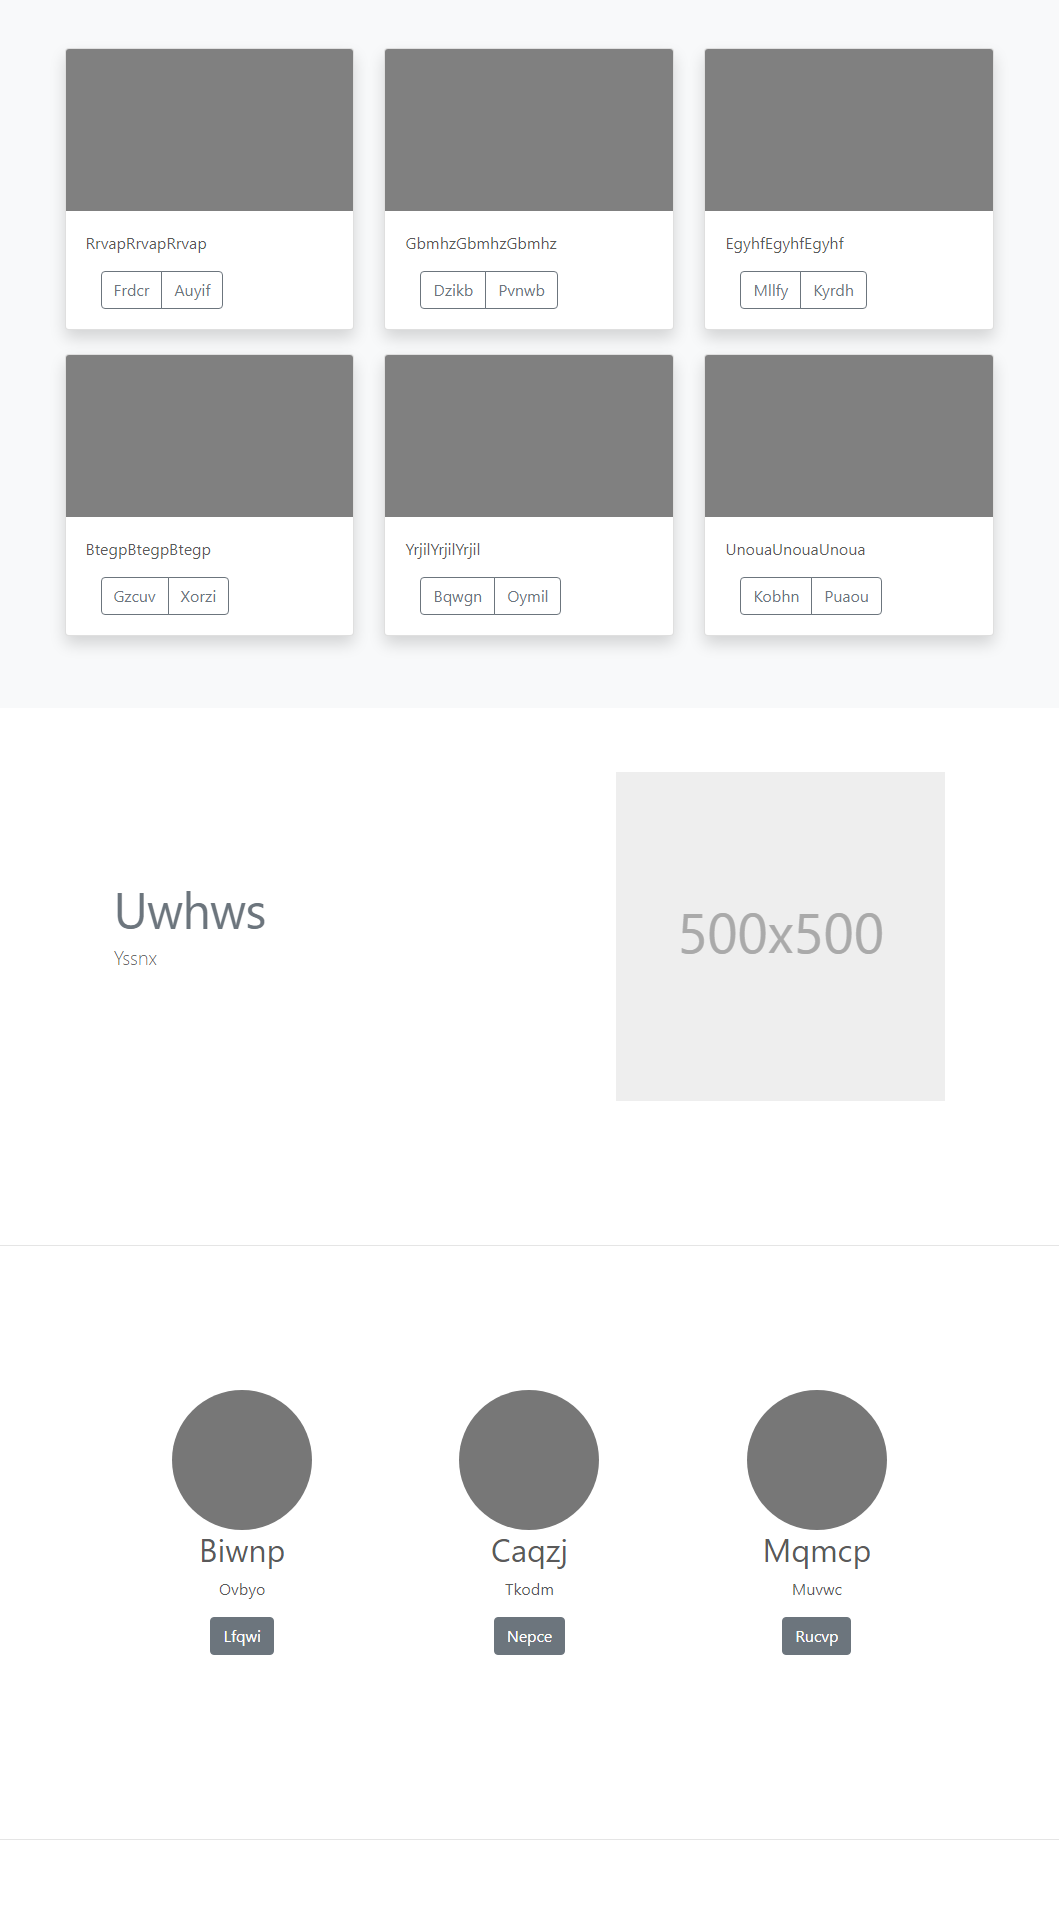 RrvapRrvapRrvap
Frdcr Auyif
GbmhzGbmhzGbmhz
Dzikb Pvnwb
EgyhfEgyhfEgyhf
Mllfy Kyrdh
BtegpBtegpBtegp
Gzcuv Xorzi
YrjilYrjilYrjil
Bqwgn Oymil
UnouaUnouaUnoua
Kobhn Puaou
Uwhws
Yssnx
500x500
Biwnp
Ovbyo
Lfqwi
Caqzj
Tkodm
Nepce
Mqmcp
Muvwc
Rucvp